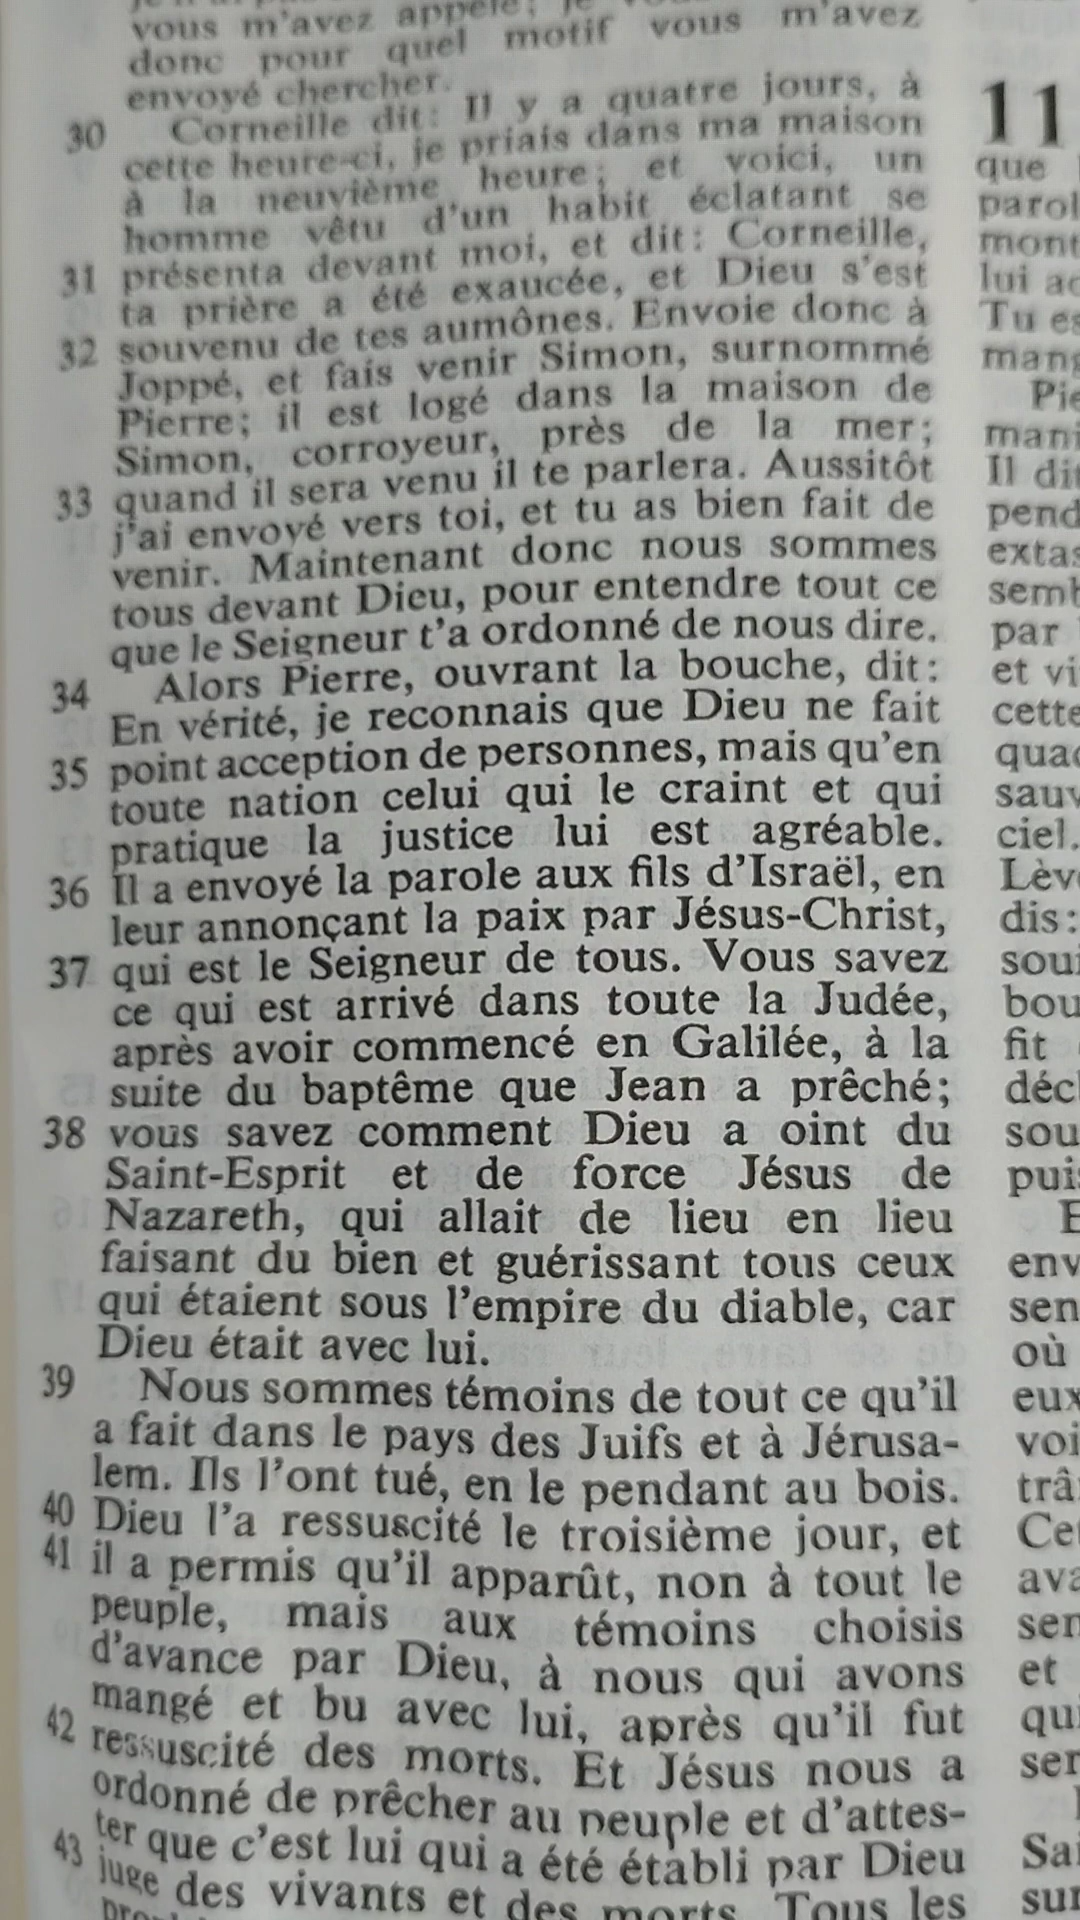 vous m'avez appelé; je
donc pour quel motif vous m'avez
envoyé chercher.
30 Corneille dit: Il y a quatre jours, à
cette heure-ci, je priais dans ma maison
à la neuvième heure; et voici, un
homme vêtu d'un habit éclatant se
31 présenta devant moi, et dit: Corneille,
ta prière a été exaucée, et Dieu s'est
32 souvenu de tes aumônes. Envoie donc à
Joppé, et fais venir Simon, surnommé
Pierre; il est logé dans la maison de
Simon, corroyeur, près de la mer;
33 quand il sera venu il te parlera. Aussitôt
j'ai envoyé vers toi, et tu as bien fait de
venir. Maintenant donc nous sommes
tous devant Dieu, pour entendre tout ce
que le Seigneur t'a ordonné de nous dire.
34 Alors Pierre, ouvrant la bouche, dit:
En vérité, je reconnais que Dieu ne fait
35 point acception de personnes, mais qu'en
toute nation celui qui le craint et qui
pratique la justice lui est agréable.
36 Il a envoyé la parole aux fils d'Israël, en
leur annonçant la paix par Jésus-Christ,
37 qui est le Seigneur de tous. Vous savez
ce qui est arrivé dans toute la Judée,
après avoir commencé en Galilée, à la
suite du baptême que Jean a prêché;
38 vous savez comment Dieu a oint du
Saint-Esprit et de force Jésus de
Nazareth, qui allait de lieu en lieu
faisant du bien et guérissant tous ceux
qui étaient sous l'empire du diable, car
Dieu était avec lui.
39 Nous sommes témoins de tout ce qu'il
a fait dans le pays des Juifs et à Jérusa-
lem. Ils l'ont tué, en le pendant au bois.
40 Dieu l'a ressuscité le troisième jour, et
41 il a permis qu'il apparût, non à tout le
peuple, mais aux témoins choisis
d'avance par Dieu, à nous qui avons
mangé et bu avec lui, après qu'il fut
42 ressuscité des morts. Et Jésus nous a
ordonné de prêcher au peuple et d'attes-
ter que c'est lui qui a été établi par Dieu
43 juge des vivants et des morts. Tous les
11
que
parol
mont
lui ac
Tu es
mang
Pie
mani
Il dit
pend
extas
semb
par
et vi
cette
quad
sauv
ciel.
Lève
dis:
soui
bou
fit
décl
sou
puis
E
env
sen
où
eux
voi
trâ
Cet
ava
sen
et
qui
ser
Sai
sur